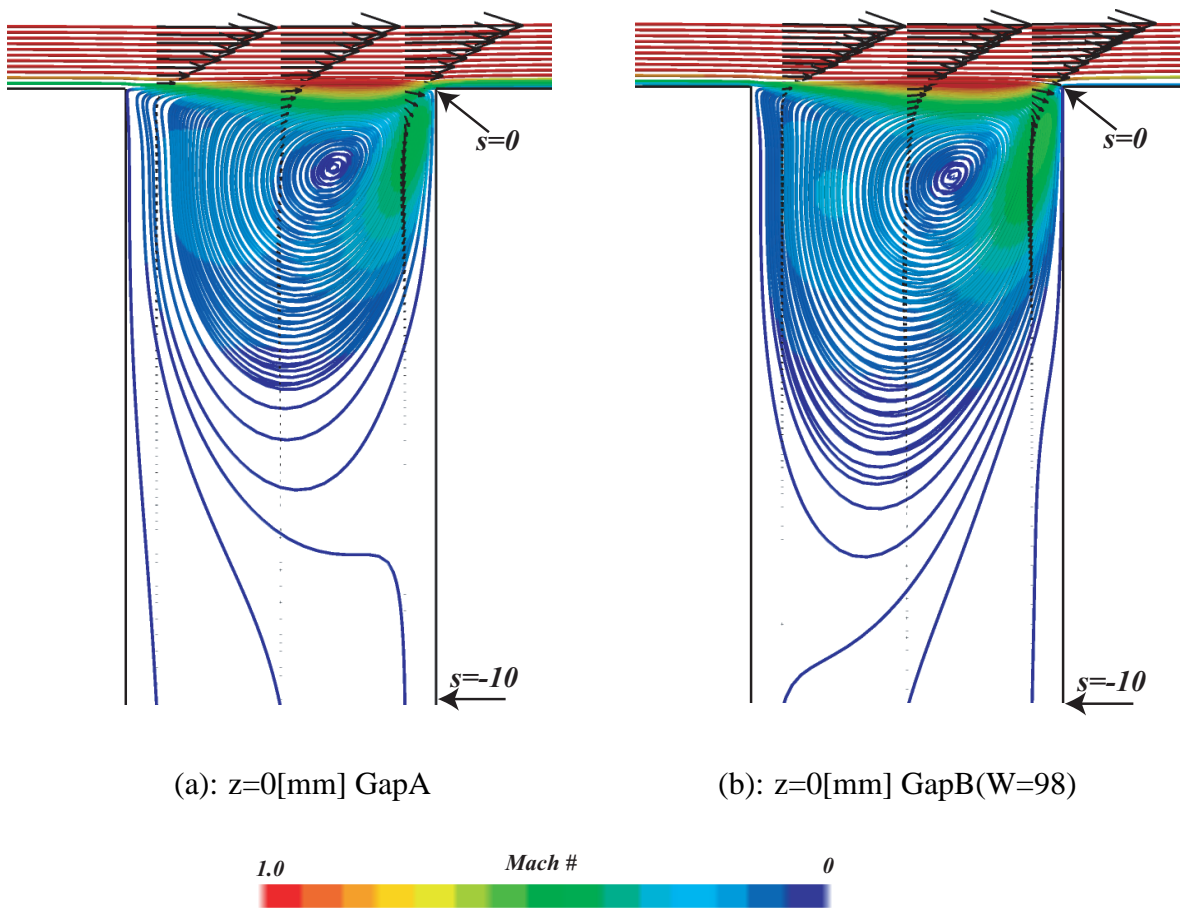 s=0
s=0
s=-10
s=-10
(a): z=0[mm] GapA
(b): z=0[mm] GapB(W=98)
1.0
Mach #
0